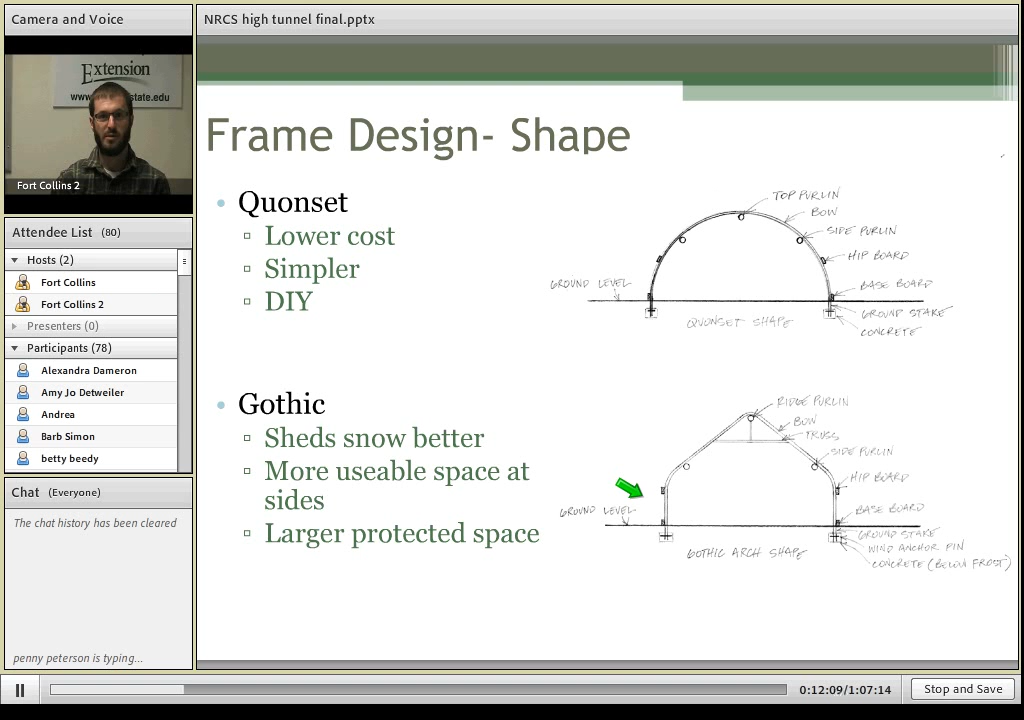 Camera and Voice
Extension
www.
state.edu
Fort Collins 2
Attendee List (80)
Hosts (2)
Fort Collins
Fort Collins 2
Presenters (0)
Participants (78)
Alexandra Dameron
Amy Jo Detweiler
Andrea
Barb Simon
betty beedy
Chat (Everyone)
The chat history has been cleared
penny peterson is typing...
NRCS high tunnel final.pptx
Frame Design- Shape
Quonset
Lower cost
Simpler
DIY
TOP PURLIN
BOW
SIDE PURLIN
HIP BOARD
GROUND LEVEL
BASE BOARD
GROUND STAKE
CONCRETE
QUONSET SHAPE
Gothic
Sheds snow better
More useable space at
sides
Larger protected space
RIDGE PURLIN
BOW
TRUSS
SIDE PURLIN
HIP BOARD
GROUND LEVEL
BASE BOARD
GROUND STAKE
WIND ANCHOR PIN
CONCRETE (BELOW FROST)
GOTHIC ARCH SHAPE
0:12:09/1:07:14
Stop and Save